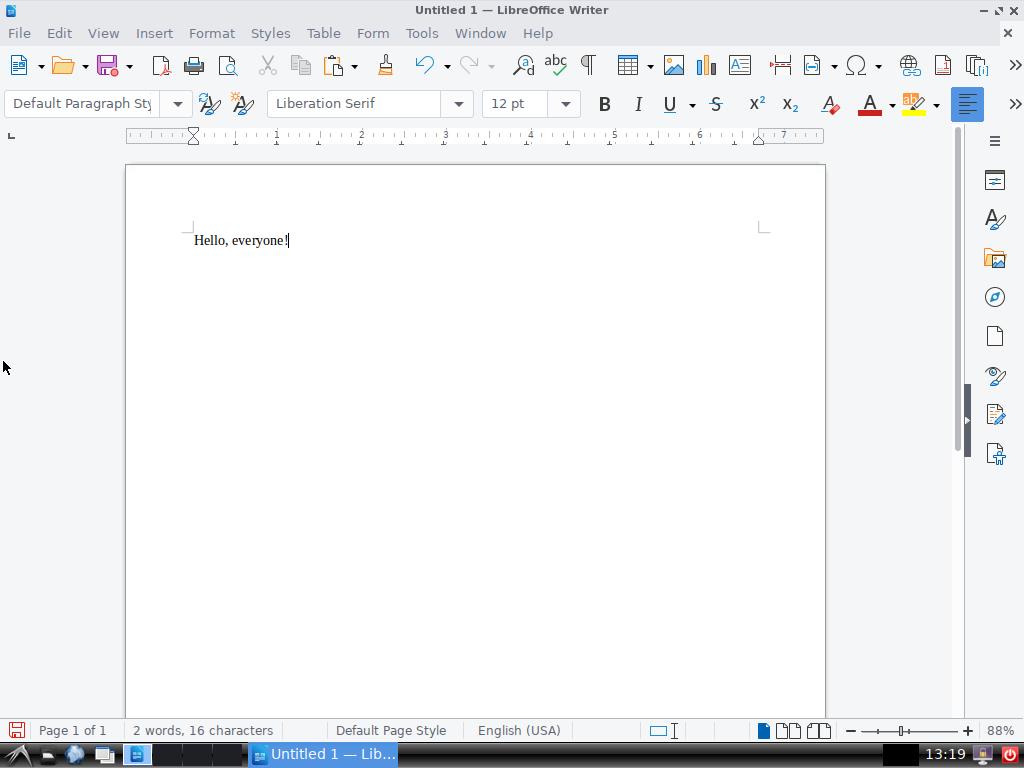 Untitled 1 — LibreOffice Writer
File Edit View Insert Format Styles Table Form Tools Window Help
Default Paragraph Sty Liberation Serif 12 pt
1 2 3 4 5 6 7
Hello, everyone!
Page 1 of 1 2 words, 16 characters Default Page Style English (USA) 88%
Untitled 1 — Lib... 13:19